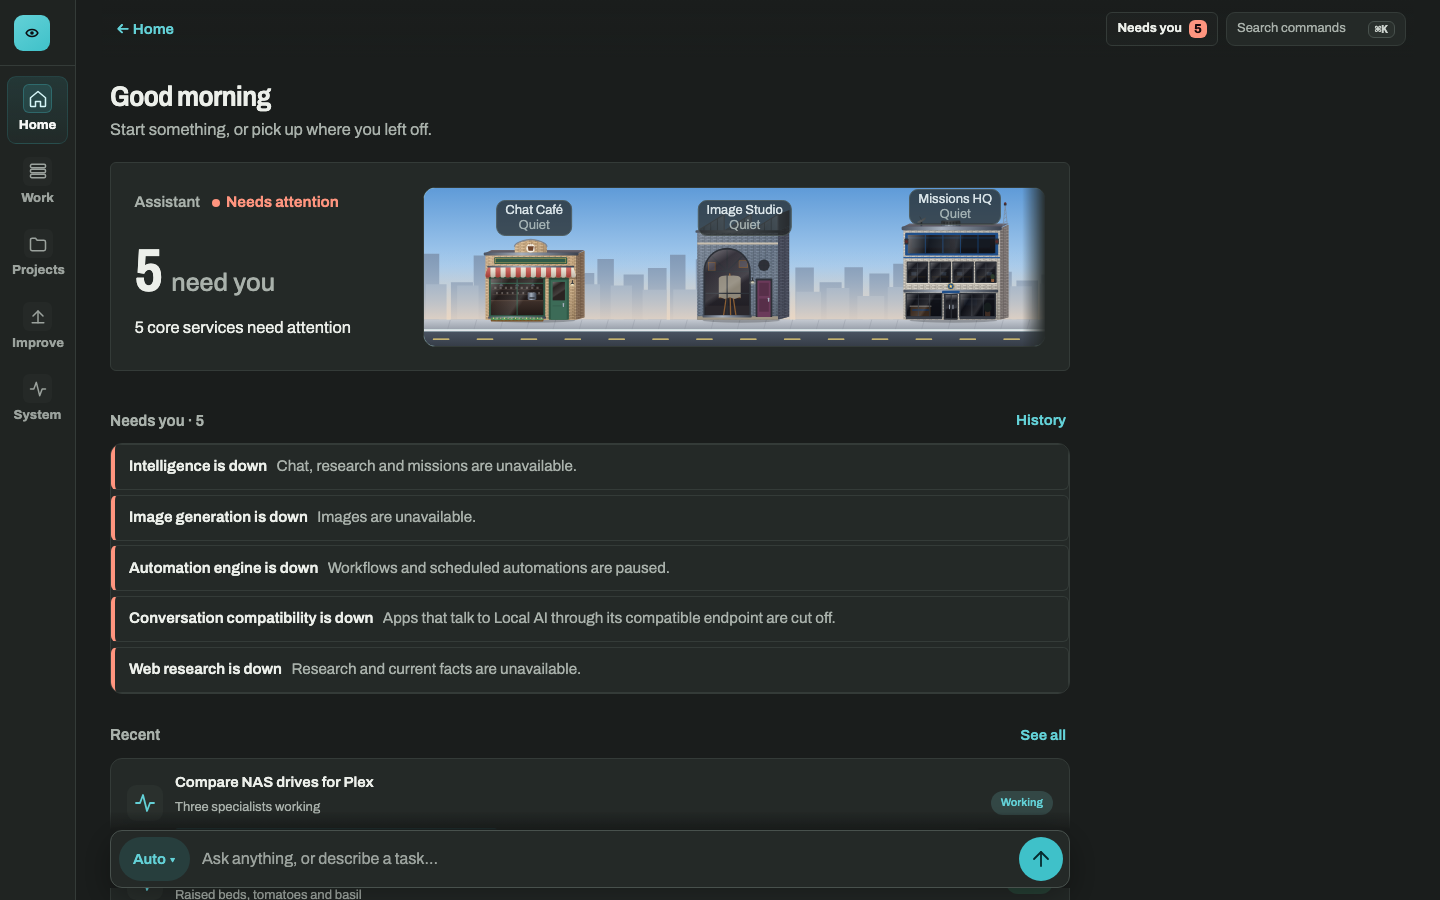 ← Home
Needs you 5
Search commands ⌘K
Home
Work
Projects
Improve
System
Good morning
Start something, or pick up where you left off.
Assistant • Needs attention
5 need you
5 core services need attention
Chat Café
Quiet
Image Studio
Quiet
Missions HQ
Quiet
Needs you · 5
History
Intelligence is down Chat, research and missions are unavailable.
Image generation is down Images are unavailable.
Automation engine is down Workflows and scheduled automations are paused.
Conversation compatibility is down Apps that talk to Local AI through its compatible endpoint are cut off.
Web research is down Research and current facts are unavailable.
Recent
See all
Compare NAS drives for Plex
Three specialists working
Working
Auto ▾
Ask anything, or describe a task...
Raised beds, tomatoes and basil